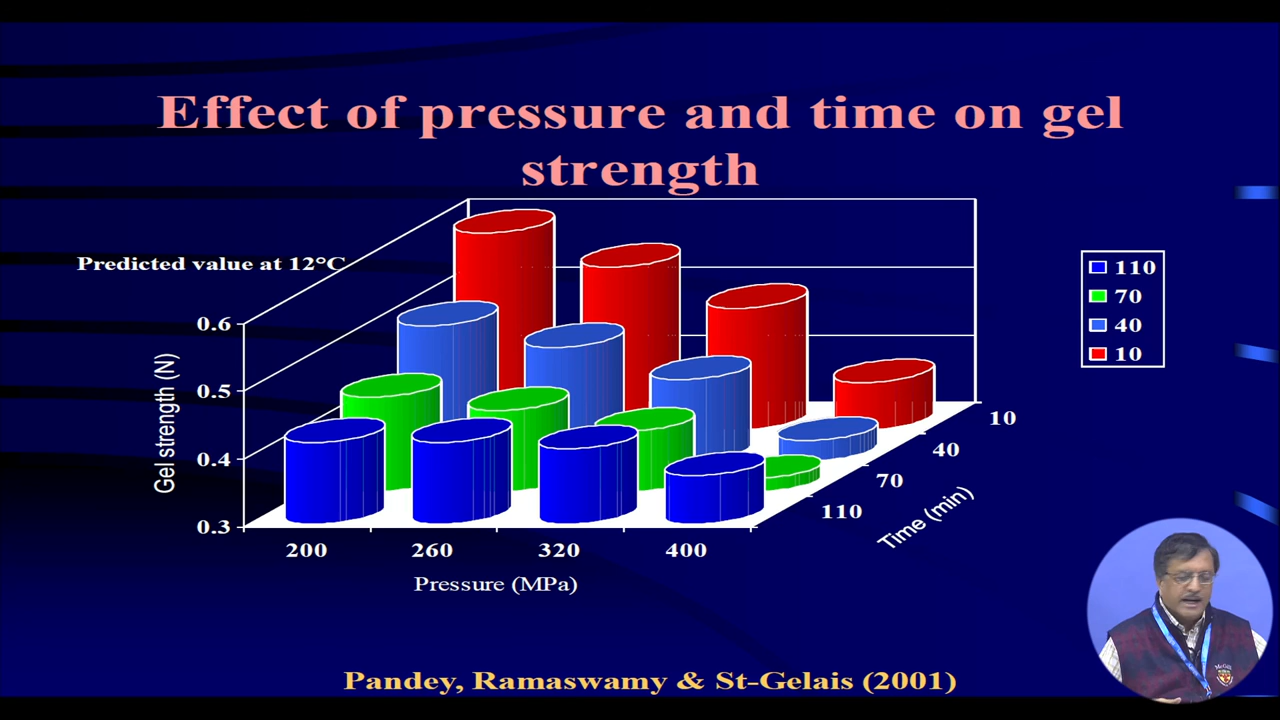 Effect of pressure and time on gel
strength
Predicted value at 12°C
0.6
0.5
0.4
0.3
Gel strength (N)
200 260 320 400
Pressure (MPa)
10
40
70
110
Time (min)
110
70
40
10
Pandey, Ramaswamy & St-Gelais (2001)